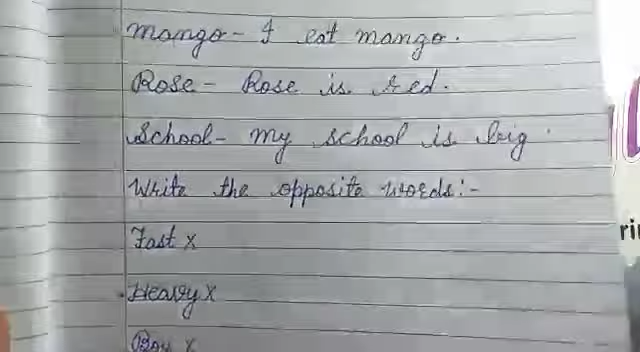 Mango - I eat mango.
Rose - Rose is red.
School - my school is big.
Write the opposite words:-
Fast x
Heavy x
Boy x